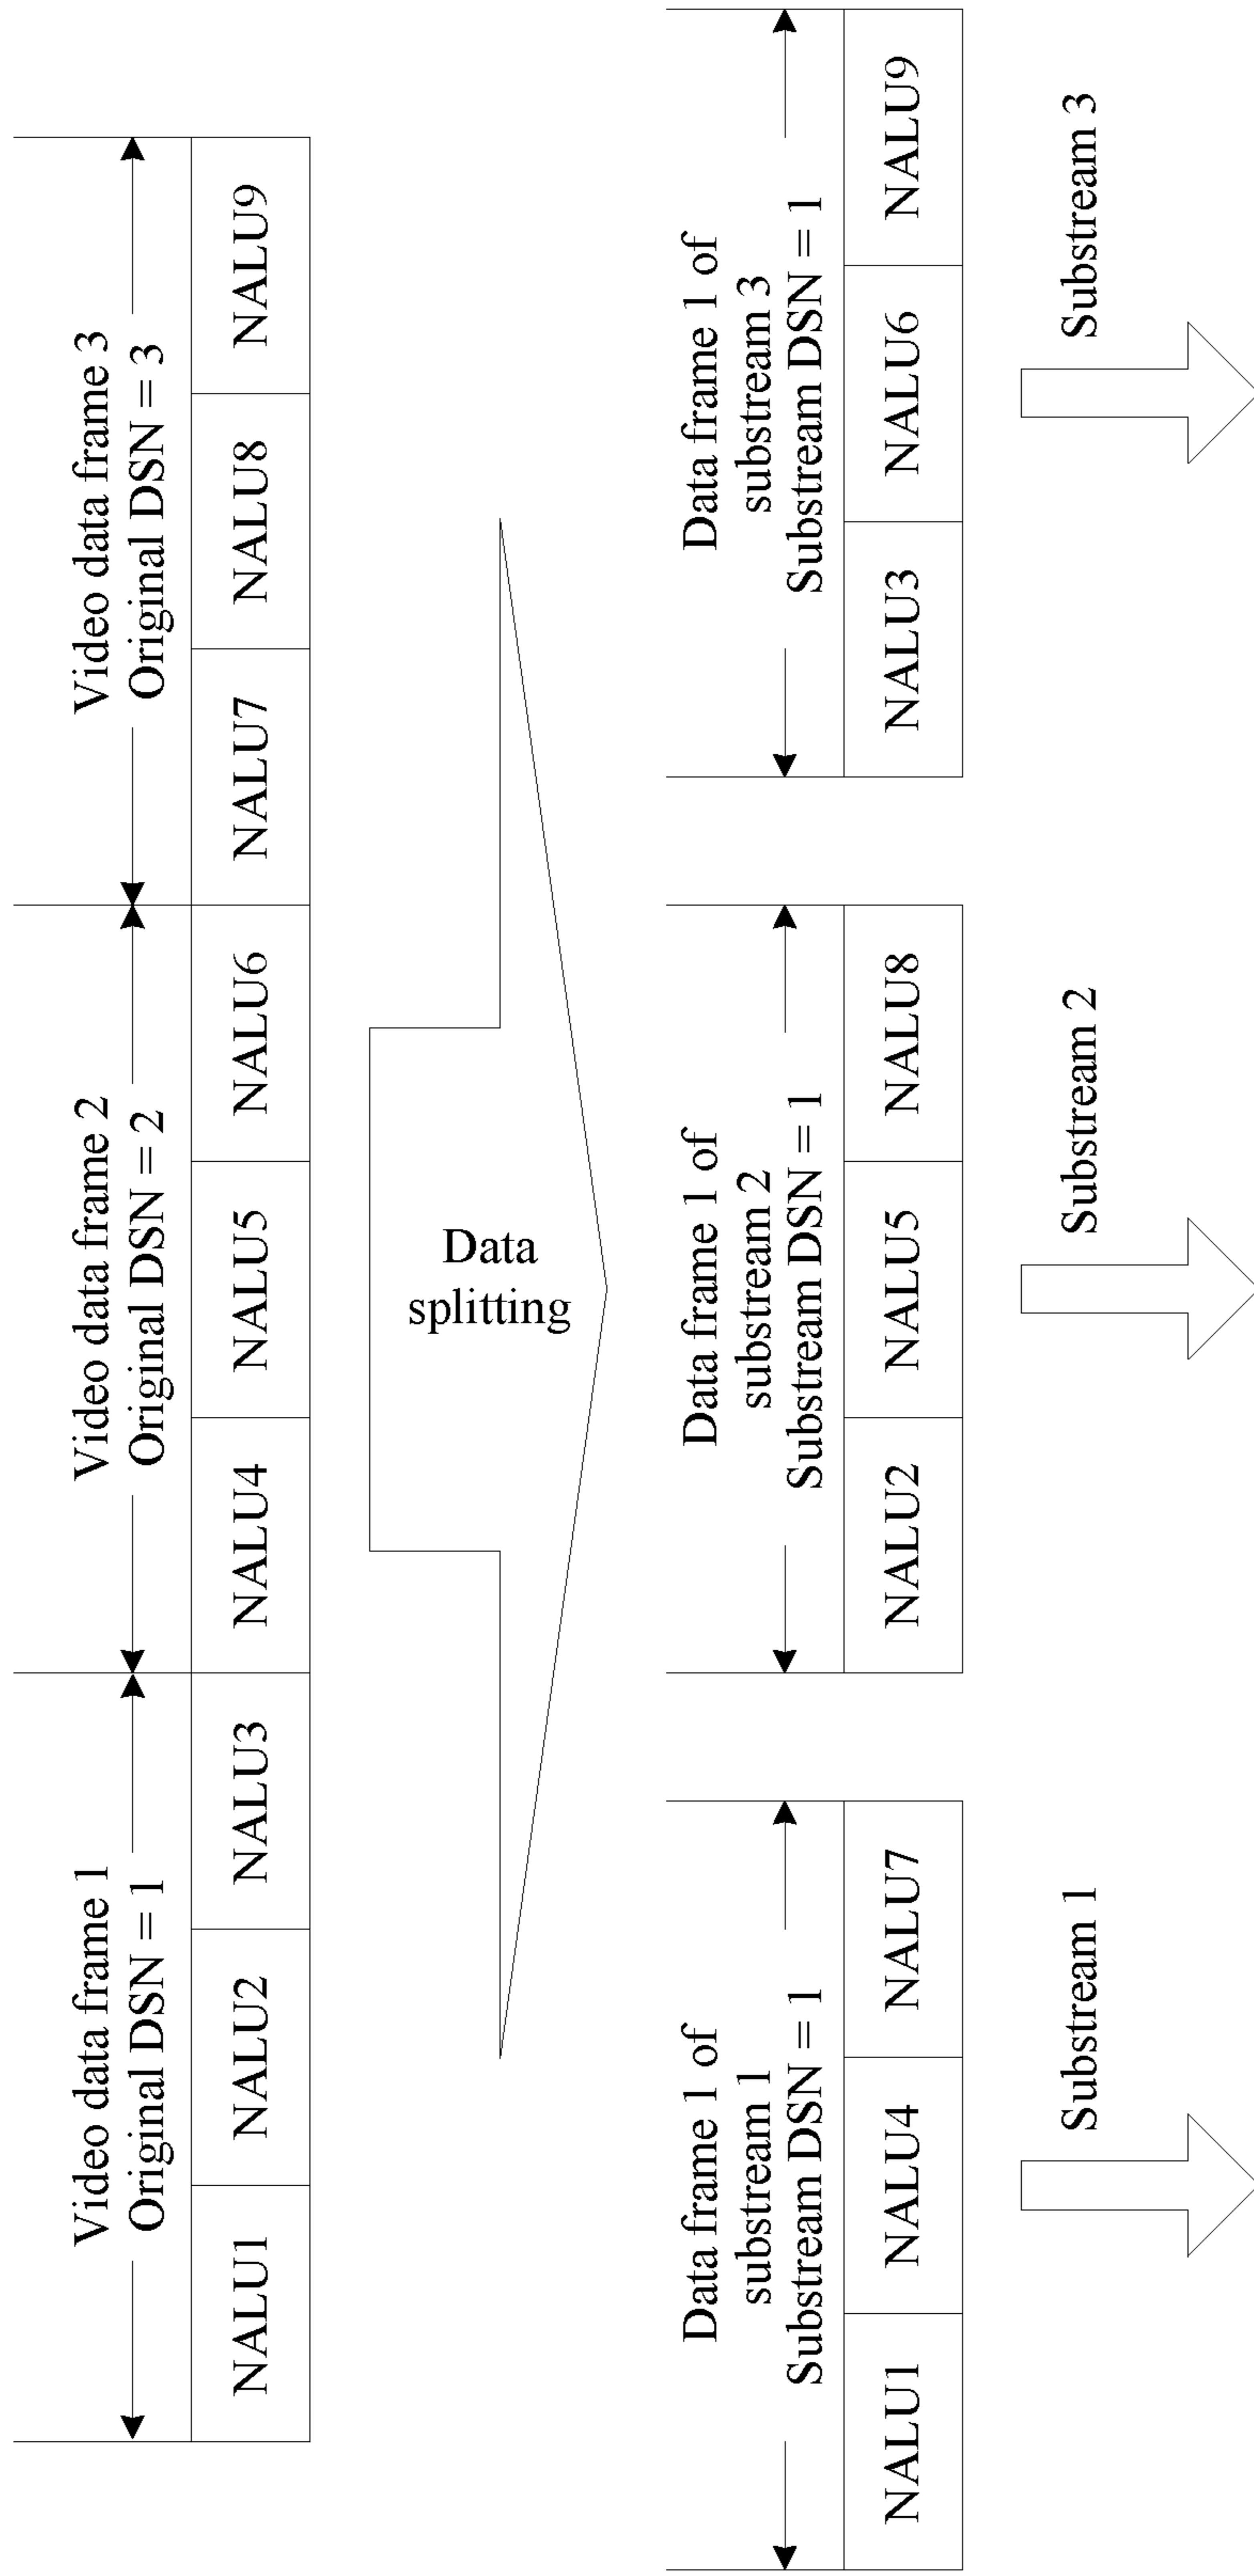 Video data frame 1
Original DSN = 1
Video data frame 2
Original DSN = 2
Video data frame 3
Original DSN = 3
NALU1
NALU2
NALU3
NALU4
NALU5
NALU6
NALU7
NALU8
NALU9
Data
splitting
Data frame 1 of
substream 1
Substream DSN = 1
Data frame 1 of
substream 2
Substream DSN = 1
Data frame 1 of
substream 3
Substream DSN = 1
NALU1
NALU4
NALU7
NALU2
NALU5
NALU8
NALU3
NALU6
NALU9
Substream 1
Substream 2
Substream 3